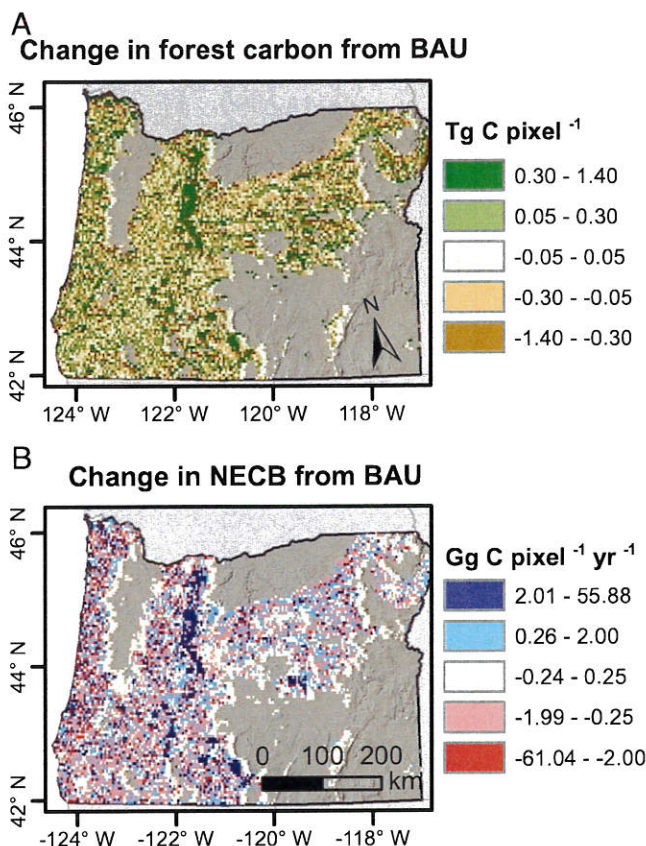 A
Change in forest carbon from BAU
46° N
44° N
42° N
N
124° W 122° W 120° W 118° W
Tg C pixel ⁻¹
0.30 - 1.40
0.05 - 0.30
-0.05 - 0.05
-0.30 - -0.05
-1.40 - -0.30
B
Change in NECB from BAU
46° N
44° N
42° N
0 100 200
km
-124° W -122° W -120° W -118° W
Gg C pixel ⁻¹ yr ⁻¹
2.01 - 55.88
0.26 - 2.00
-0.24 - 0.25
-1.99 - -0.25
-61.04 - -2.00